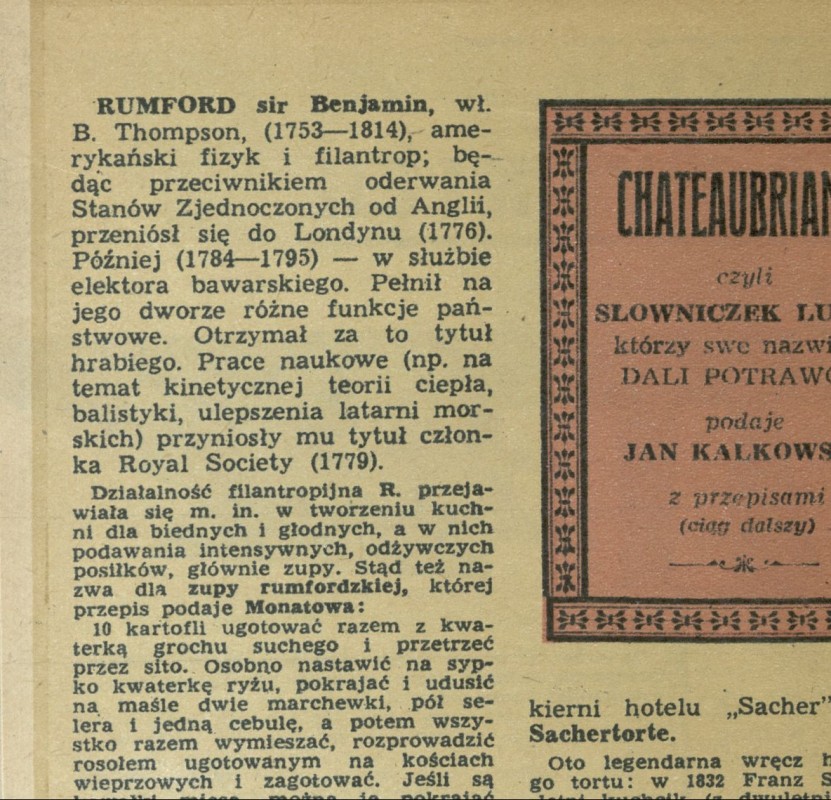 RUMFORD sir Benjamin, wł.
B. Thompson, (1753—1814), ame-
rykański fizyk i filantrop; bę-
dąc przeciwnikiem oderwania
Stanów Zjednoczonych od Anglii,
przeniósł się do Londynu (1776).
Później (1784—1795) — w służbie
elektora bawarskiego. Pełnił na
jego dworze różne funkcje pań-
stwowe. Otrzymał za to tytuł
hrabiego. Prace naukowe (np. na
temat kinetycznej teorii ciepła,
balistyki, ulepszenia latarni mor-
skich) przyniosły mu tytuł człon-
ka Royal Society (1779).
Działalność filantropijna R. przeja-
wiała się m. in. w tworzeniu kuch-
ni dla biednych i głodnych, a w nich
podawania intensywnych, odżywczych
posiłków, głównie zupy. Stąd też na-
zwa dla zupy rumfordzkiej, której
przepis podaje Monatowa:
10 kartofli ugotować razem z kwa-
terką grochu suchego i przetrzeć
przez sito. Osobno nastawić na syp-
ko kwaterkę ryżu, pokrajać i udusić
na maśle dwie marchewki, pół se-
lera i jedną cebulę, a potem wszy-
stko razem wymieszać, rozprowadzić
rosołem ugotowanym na kościach
wieprzowych i zagotować. Jeśli są
kawałki mięsa, można je pokrajać
CHATEAUBRIAN
czyli
SŁOWNICZEK LU
którzy swe nazwi
DALI POTRAWO
podaje
JAN KALKOWS
z przepisami
(ciąg dalszy)
kierni hotelu „Sacher"
Sachertorte.
Oto legendarna wręcz h
go tortu: w 1832 Franz S